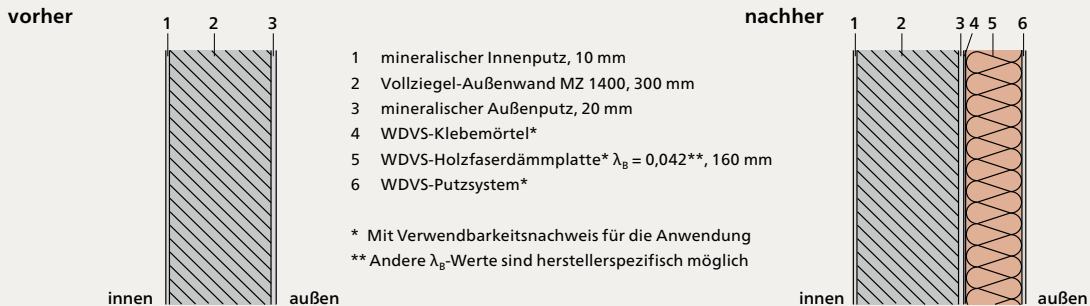 vorher
1 2 3
innen außen
1 mineralischer Innenputz, 10 mm
2 Vollziegel-Außenwand MZ 1400, 300 mm
3 mineralischer Außenputz, 20 mm
4 WDVS-Klebemörtel*
5 WDVS-Holzfaserdämmplatte* λB = 0,042**, 160 mm
6 WDVS-Putzsystem*
* Mit Verwendbarkeitsnachweis für die Anwendung
** Andere λB-Werte sind herstellerspezifisch möglich
nachher
1 2 3 4 5 6
innen außen